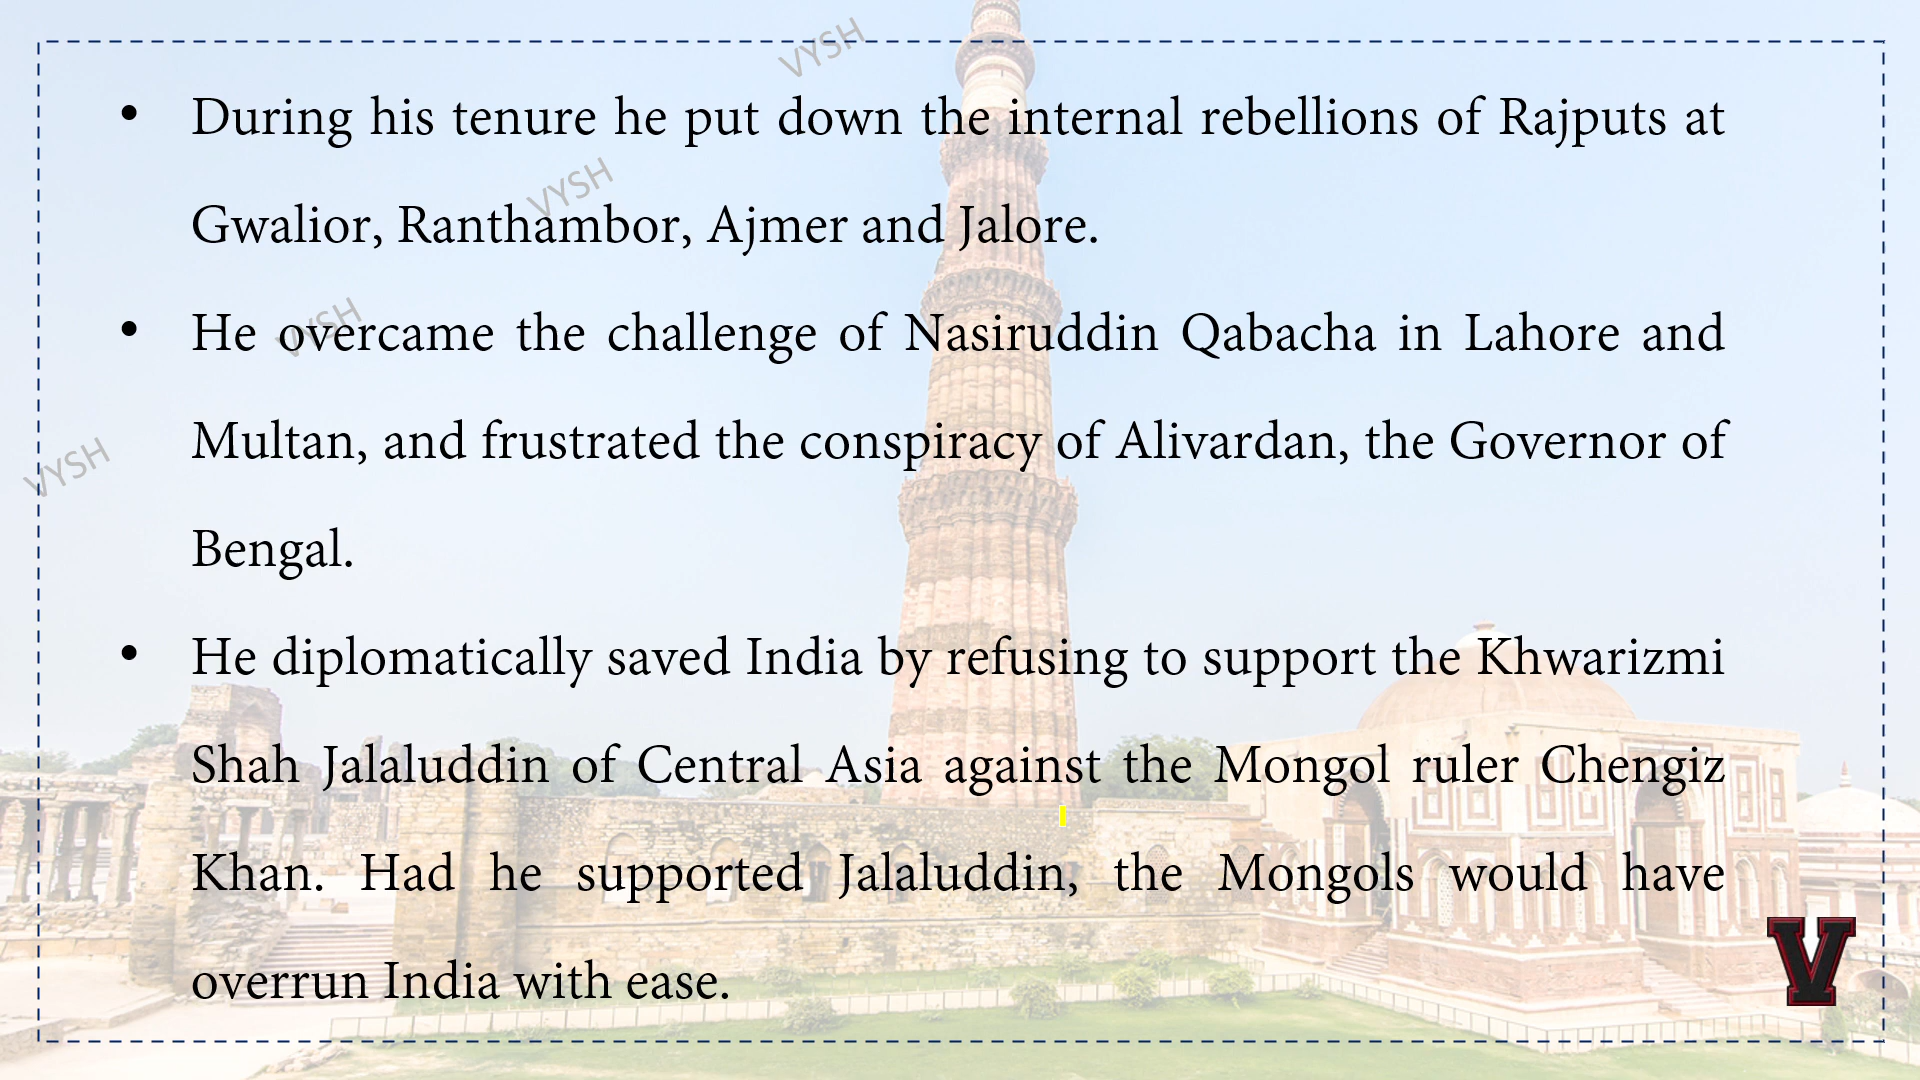 VYSH
• During his tenure he put down the internal rebellions of Rajputs at
VYSH
Gwalior, Ranthambor, Ajmer and Jalore.
VYSH
• He overcame the challenge of Nasiruddin Qabacha in Lahore and
Multan, and frustrated the conspiracy of Alivardan, the Governor of
VYSH
Bengal.
• He diplomatically saved India by refusing to support the Khwarizmi
Shah Jalaluddin of Central Asia against the Mongol ruler Chengiz
Khan. Had he supported Jalaluddin, the Mongols would have
overrun India with ease.
V